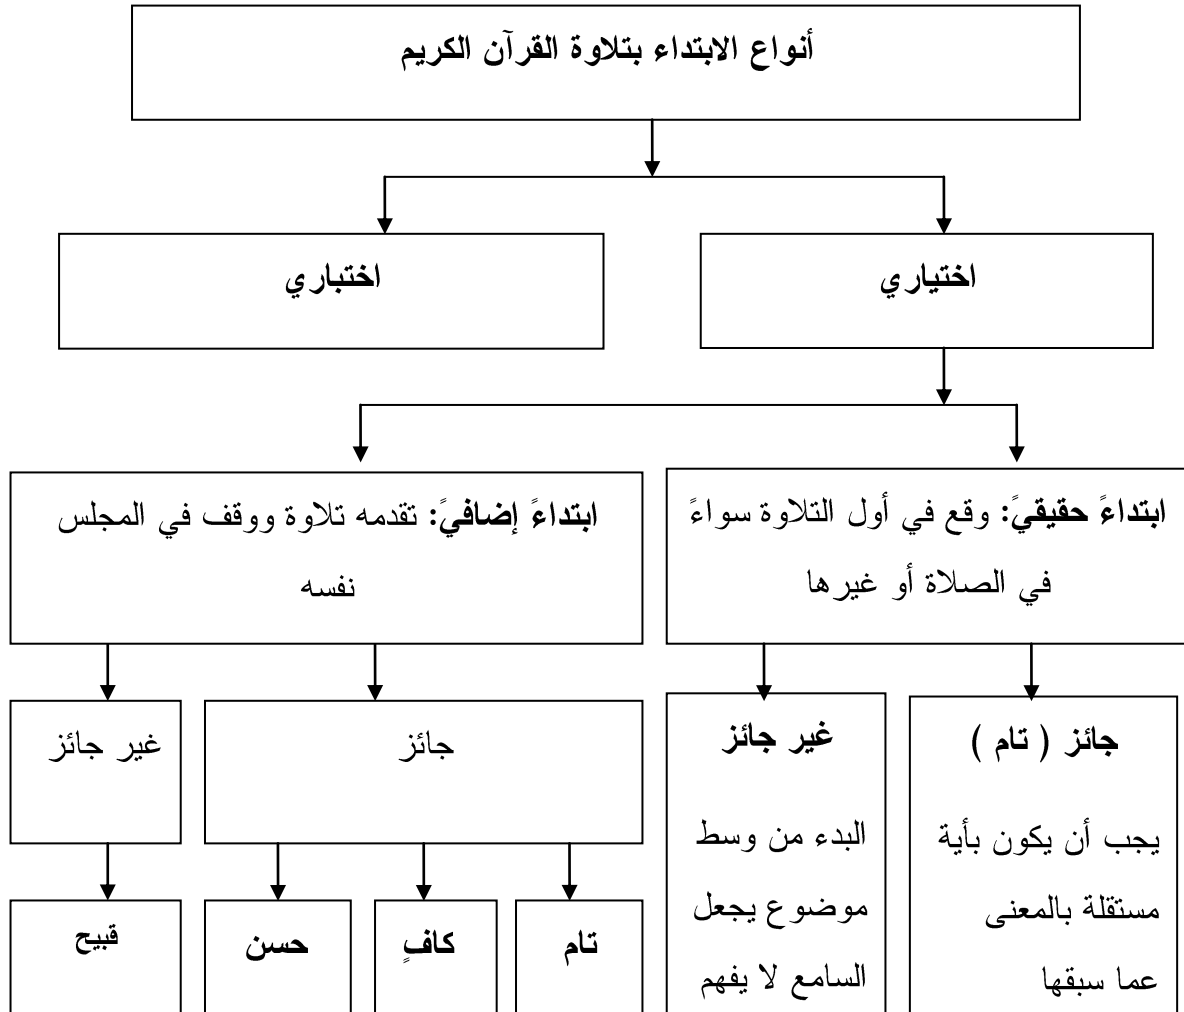 أنواع الابتداء بتلاوة القرآن الكريم
اختياري
اختباري
ابتداءً حقيقيً: وقع في أول التلاوة سواءً
في الصلاة أو غيرها
ابتداءً إضافيً: تقدمه تلاوة ووقف في المجلس
نفسه
جائز ( تام )
يجب أن يكون بأية
مستقلة بالمعنى
عما سبقها
غير جائز
البدء من وسط
موضوع يجعل
السامع لا يفهم
جائز
غير جائز
تام
كافٍ
حسن
قبيح